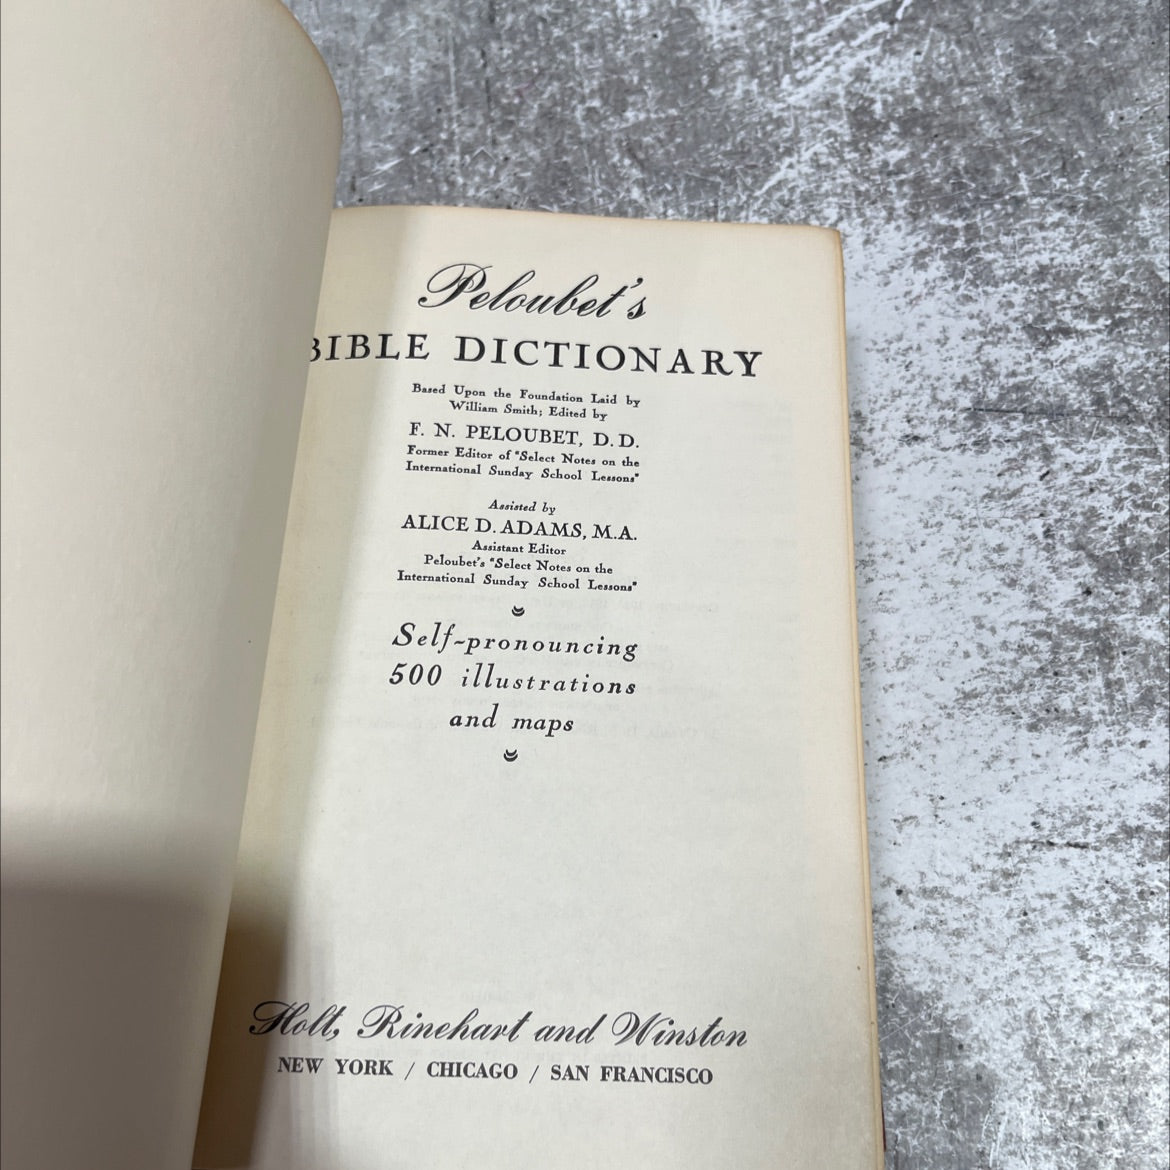 Peloubet's
BIBLE DICTIONARY
Based Upon the Foundation Laid by
William Smith; Edited by
F. N. PELOUBET, D.D.
Former Editor of "Select Notes on the
International Sunday School Lessons"
Assisted by
ALICE D. ADAMS, M.A.
Assistant Editor
Peloubet's "Select Notes on the
International Sunday School Lessons"
Self-pronouncing
500 illustrations
and maps
Holt, Rinehart and Winston
NEW YORK / CHICAGO / SAN FRANCISCO